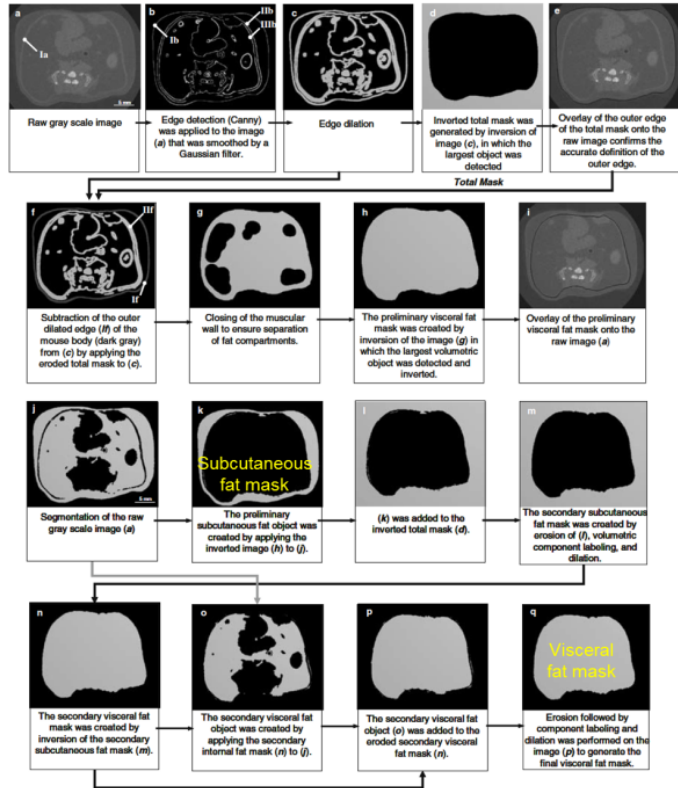 a
b
c
d
e
Ia
Ib
IIb
IIIb
5 mm
Raw gray scale image
Edge detection (Canny)
was applied to the image
(a) that was smoothed by a
Gaussian filter.
Edge dilation
Inverted total mask was
generated by inversion of
image (c), in which the
largest object was
detected
Overlay of the outer edge
of the total mask onto the
raw image confirms the
accurate definition of the
outer edge.
Total Mask
f
g
h
i
IIf
If
Subtraction of the outer
dilated edge (If) of the
mouse body (dark gray)
from (c) by applying the
eroded total mask to (c).
Closing of the muscular
wall to ensure separation
of fat compartments.
The preliminary visceral fat
mask was created by
inversion of the image (g) in
which the largest volumetric
object was detected and
inverted.
Overlay of the preliminary
visceral fat mask onto the
raw image (a)
j
k
l
m
5 mm
Subcutaneous
fat mask
Segmentation of the raw
gray scale image (a)
The preliminary
subcutaneous fat object was
created by applying the
inverted image (h) to (j).
(k) was added to the
inverted total mask (d).
The secondary subcutaneous
fat mask was created by
erosion of (l), volumetric
component labeling, and
dilation.
n
o
p
q
Visceral
fat mask
The secondary visceral fat
mask was created by
inversion of the secondary
subcutaneous fat mask (m).
The secondary visceral fat
object was created by
applying the secondary
internal fat mask (n) to (j).
The secondary visceral fat
object (o) was added to the
eroded secondary visceral
fat mask (n).
Erosion followed by
component labeling and
dilation was performed on the
image (p) to generate the
final visceral fat mask.